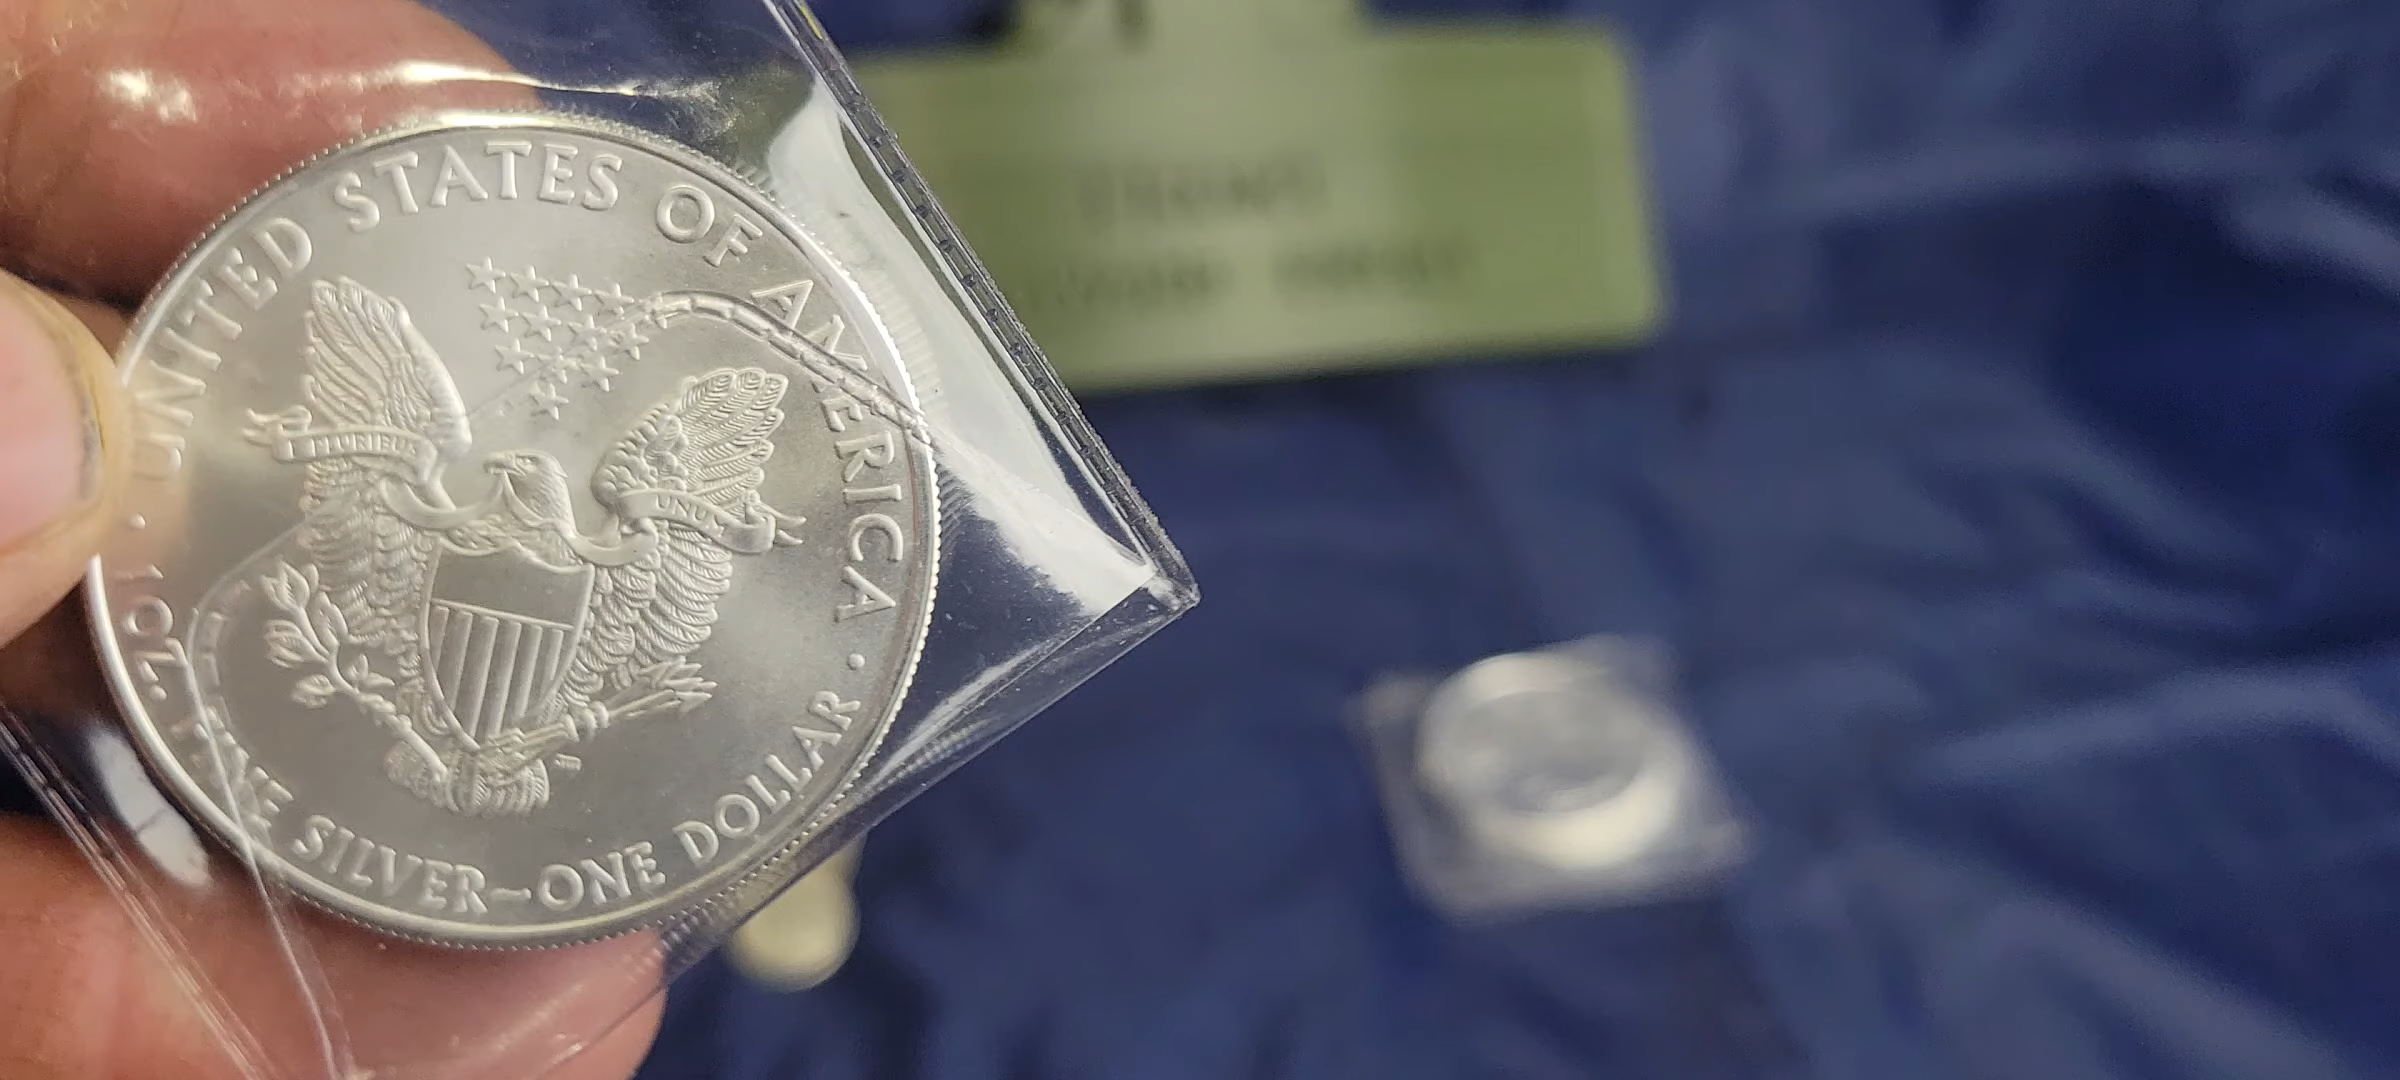 UNITED STATES OF AMERICA
PLURIBUS UNUM
· 1 OZ. FINE SILVER~ONE DOLLAR ·